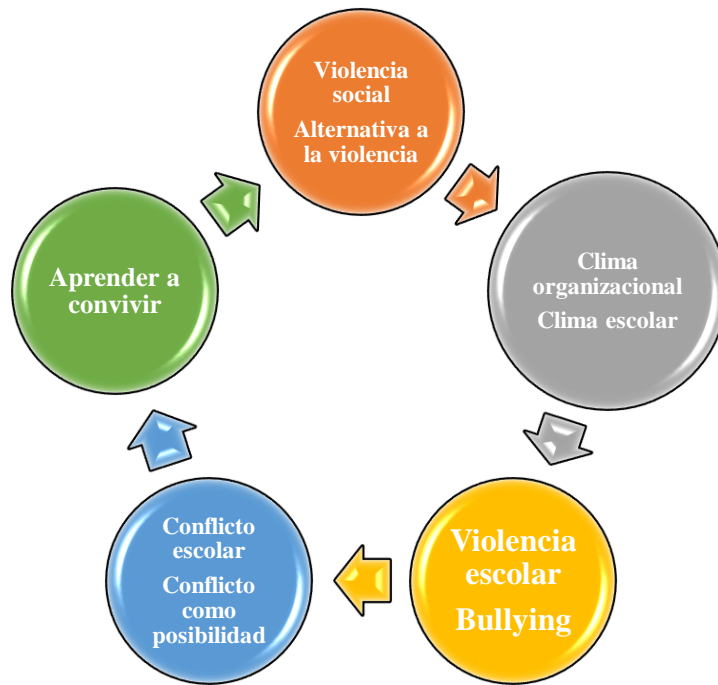 Violencia
social
Alternativa a
la violencia
Clima
organizacional
Clima escolar
Violencia
escolar
Bullying
Conflicto
escolar
Conflicto
como
posibilidad
Aprender a
convivir